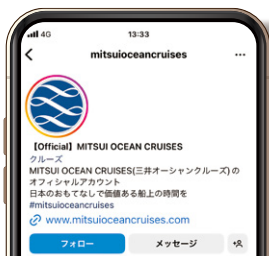 4G
13:33
mitsuioceancruises
【Official】MITSUI OCEAN CRUISES
クルーズ
MITSUI OCEAN CRUISES(三井オーシャンクルーズ) の
オフィシャルアカウント
日本のおもてなしで価値ある船上の時間を
#mitsuioceancruises
www.mitsuioceancruises.com
フォロー
メッセージ